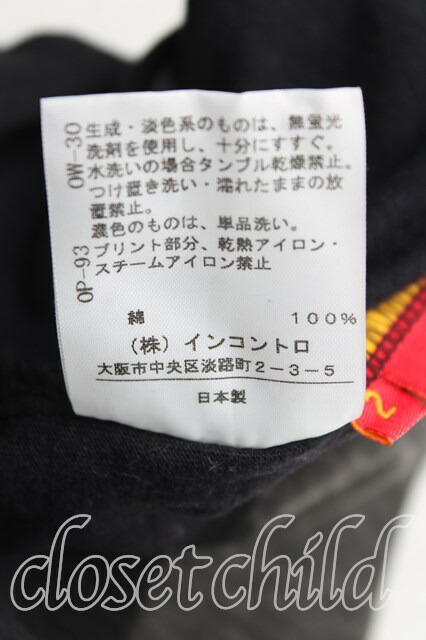 OW-30
生成・淡色系のものは、無蛍光
洗剤を使用し、十分にすすぐ。
水洗いの場合タンブル乾燥禁止。
つけ置き洗い・濡れたままの放
置禁止。
濃色のものは、単品洗い。
OP-93
プリント部分、乾熱アイロン・
スチームアイロン禁止
綿 100%
(株) インコントロ
大阪市中央区淡路町2-3-5
日本製
2
closetchild